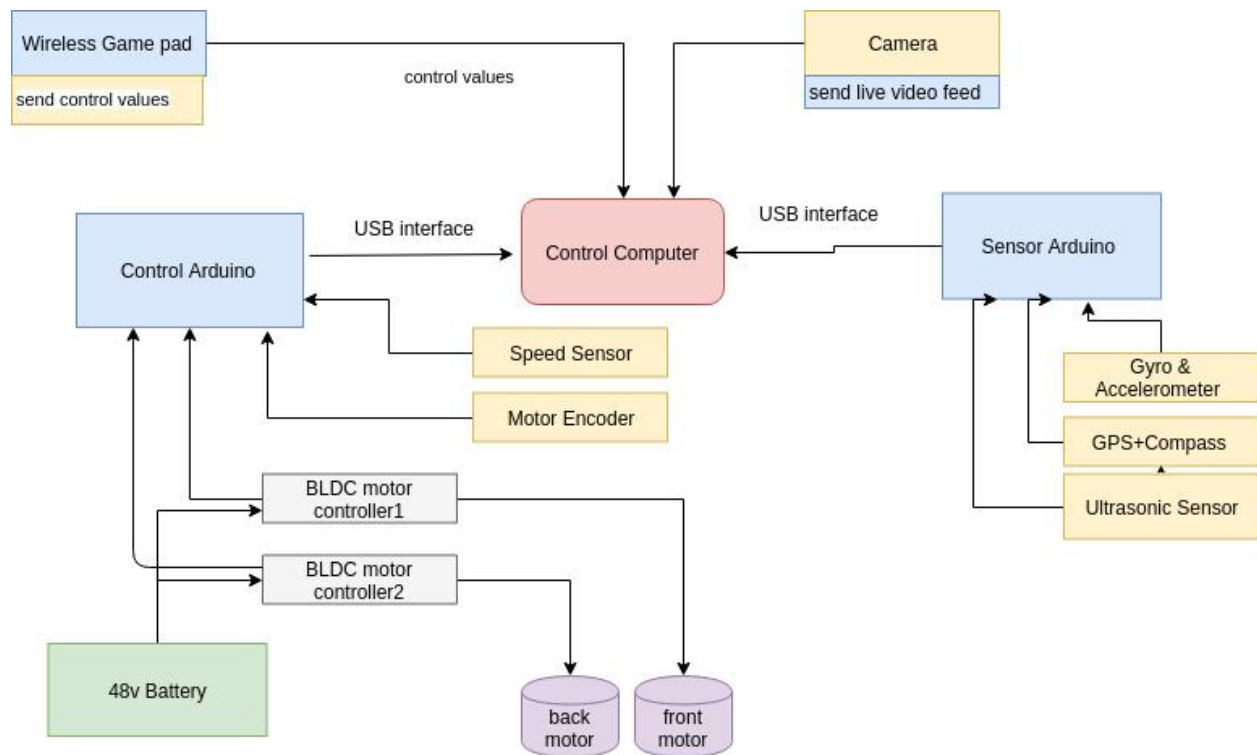 Wireless Game pad
send control values
control values
Camera
send live video feed
USB interface
Control Computer
USB interface
Control Arduino
Sensor Arduino
Speed Sensor
Motor Encoder
Gyro &
Accelerometer
GPS+Compass
Ultrasonic Sensor
BLDC motor
controller1
BLDC motor
controller2
48v Battery
back
motor
front
motor